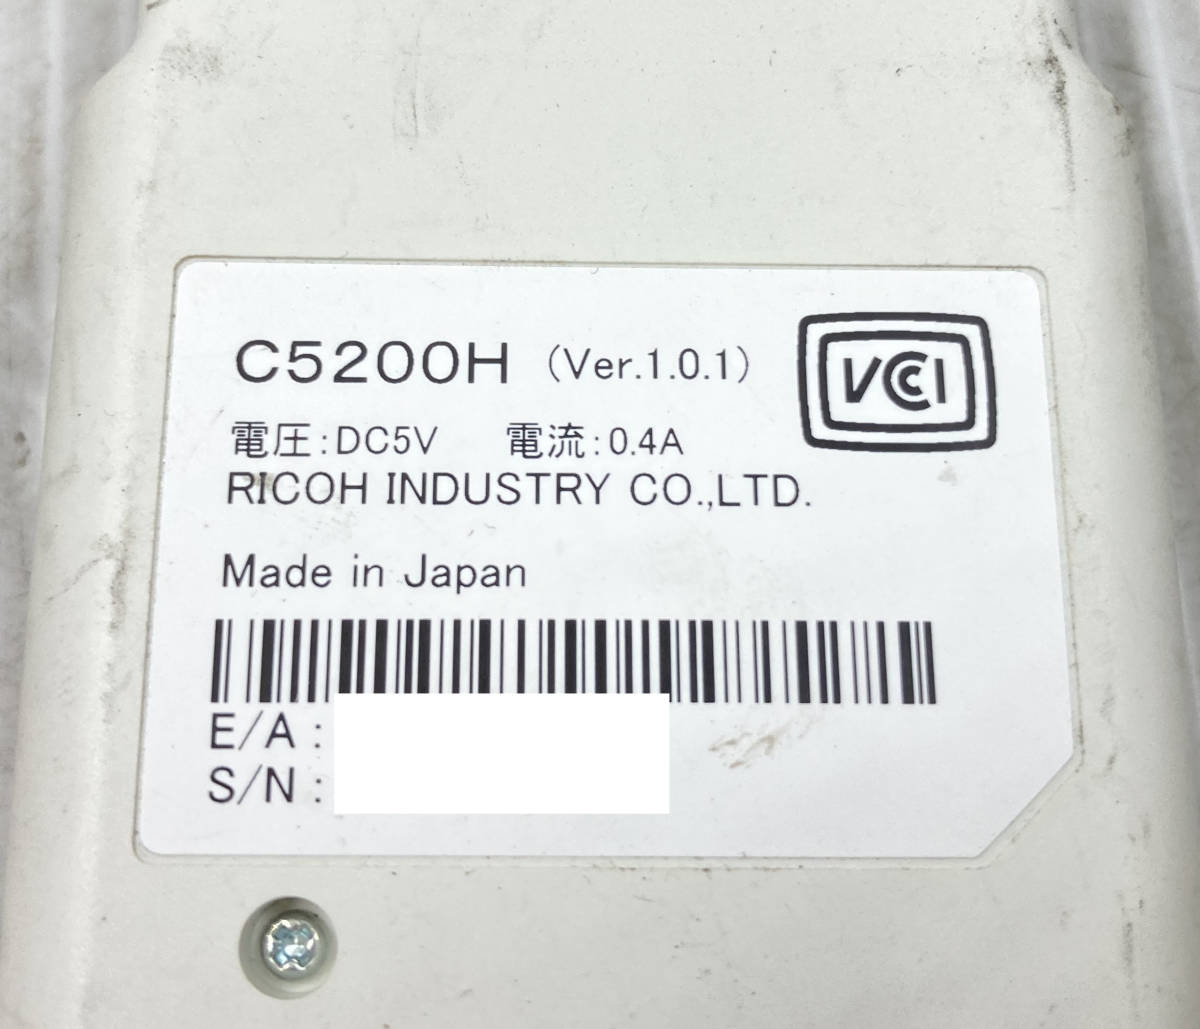 C5200H (Ver.1.0.1)
VCCI
電圧:DC5V 電流:0.4A
RICOH INDUSTRY CO.,LTD.
Made in Japan
E/A :
S/N :